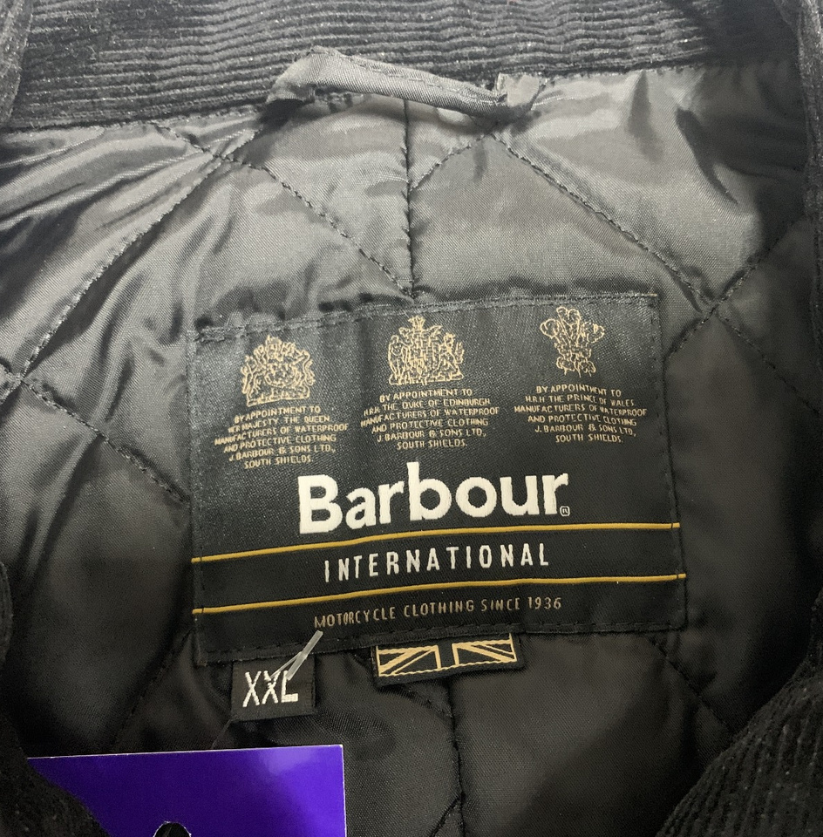 BY APPOINTMENT TO
HER MAJESTY THE QUEEN
MANUFACTURERS OF WATERPROOF
AND PROTECTIVE CLOTHING
J. BARBOUR & SONS LTD.,
SOUTH SHIELDS.
BY APPOINTMENT TO
H.R.H. THE DUKE OF EDINBURGH
MANUFACTURERS OF WATERPROOF
AND PROTECTIVE CLOTHING
J. BARBOUR & SONS LTD.,
SOUTH SHIELDS.
BY APPOINTMENT TO
H.R.H. THE PRINCE OF WALES
MANUFACTURERS OF WATERPROOF
AND PROTECTIVE CLOTHING
J. BARBOUR & SONS LTD.,
SOUTH SHIELDS.
Barbour®
INTERNATIONAL
MOTORCYCLE CLOTHING SINCE 1936
XXL